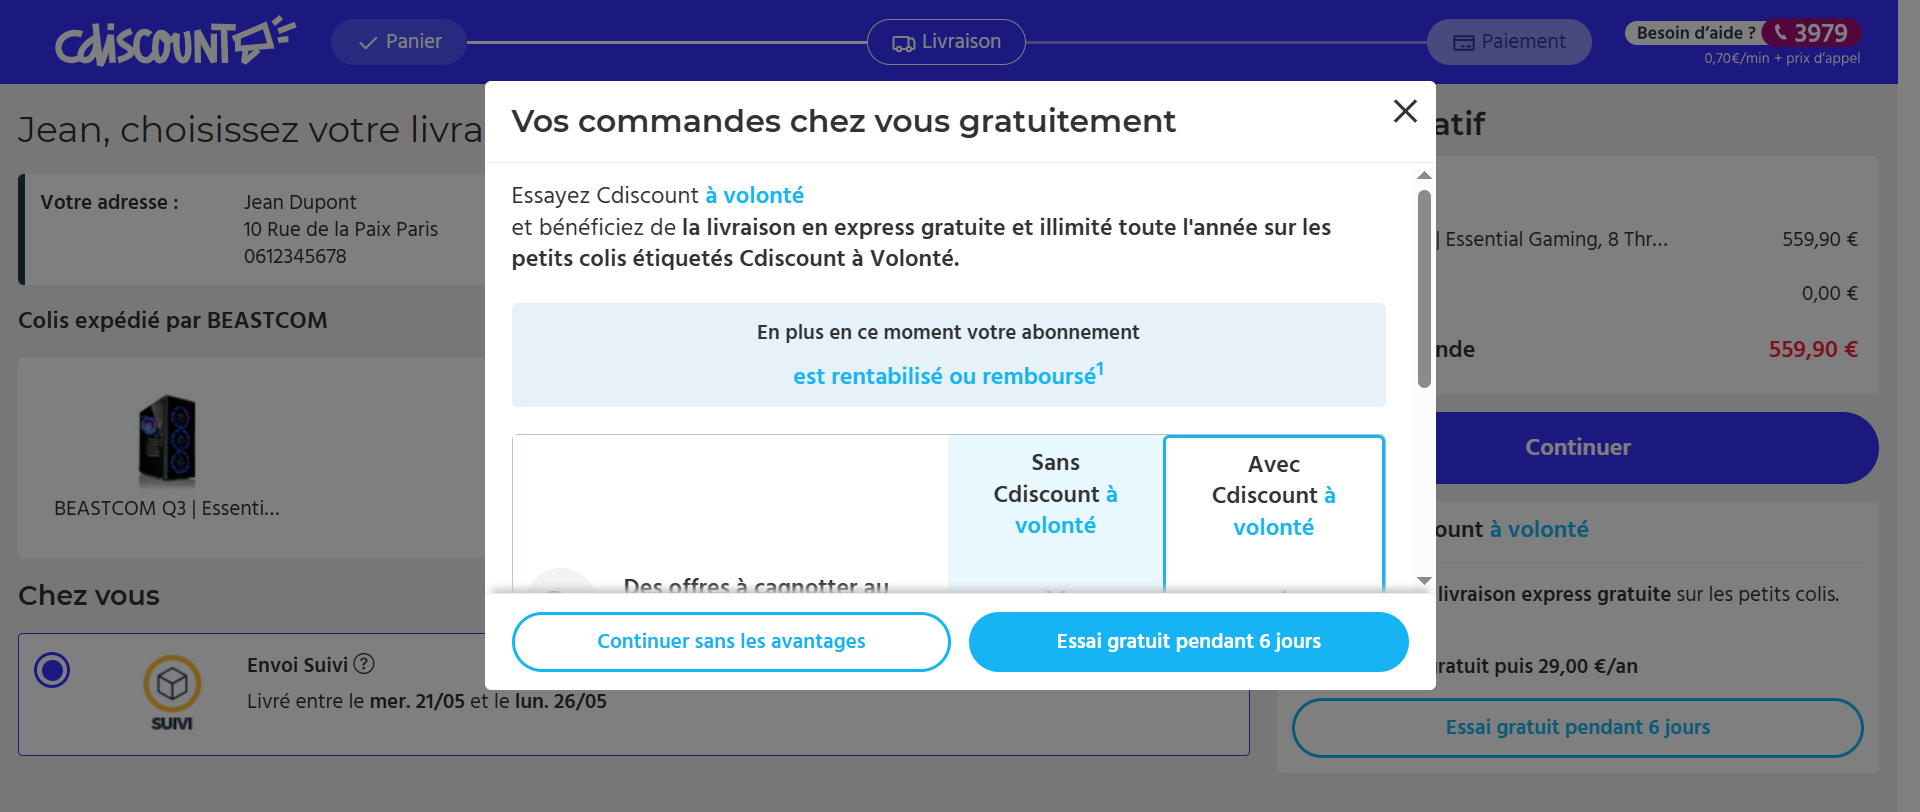 Cdiscount
Panier
Livraison
Paiement
Besoin d'aide ? 3979
0,70€/min + prix d'appel
Jean, choisissez votre livra
Votre adresse :
Jean Dupont
10 Rue de la Paix Paris
0612345678
Colis expédié par BEASTCOM
BEASTCOM Q3 | Essenti...
Chez vous
SUIVI
Envoi Suivi ?
Livré entre le mer. 21/05 et le lun. 26/05
Vos commandes chez vous gratuitement
Essayez Cdiscount à volonté
et bénéficiez de la livraison en express gratuite et illimité toute l'année sur les
petits colis étiquetés Cdiscount à Volonté.
En plus en ce moment votre abonnement
est rentabilisé ou remboursé1
Sans
Cdiscount à
volonté
Avec
Cdiscount à
volonté
Des offres à cagnotter au
Continuer sans les avantages
Essai gratuit pendant 6 jours
atif
| Essential Gaming, 8 Thr...
559,90 €
0,00 €
nde
559,90 €
Continuer
ount à volonté
livraison express gratuite sur les petits colis.
ratuit puis 29,00 €/an
Essai gratuit pendant 6 jours